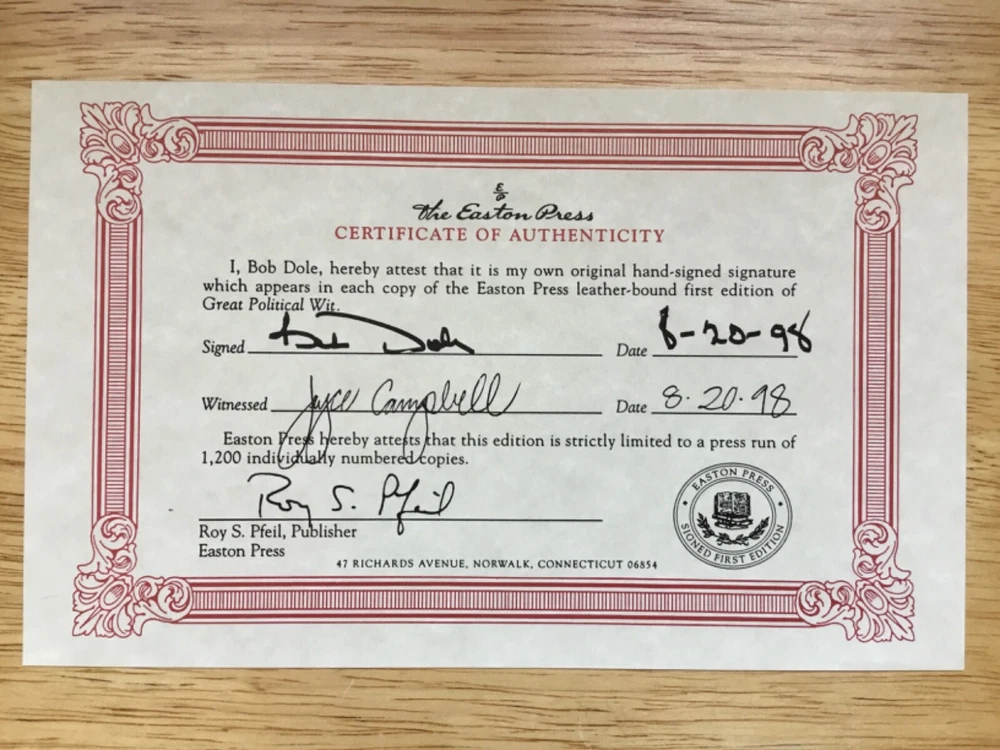 E/P
The Easton Press
CERTIFICATE OF AUTHENTICITY
I, Bob Dole, hereby attest that it is my own original hand-signed signature
which appears in each copy of the Easton Press leather-bound first edition of
Great Political Wit.
Signed Bob Dole Date 8-20-98
Witnessed Joyce Campbell Date 8·20·98
Easton Press hereby attests that this edition is strictly limited to a press run of
1,200 individually numbered copies.
Roy S. Pfeil
Roy S. Pfeil, Publisher
Easton Press
47 RICHARDS AVENUE, NORWALK, CONNECTICUT 06854
EASTON PRESS
SIGNED FIRST EDITION